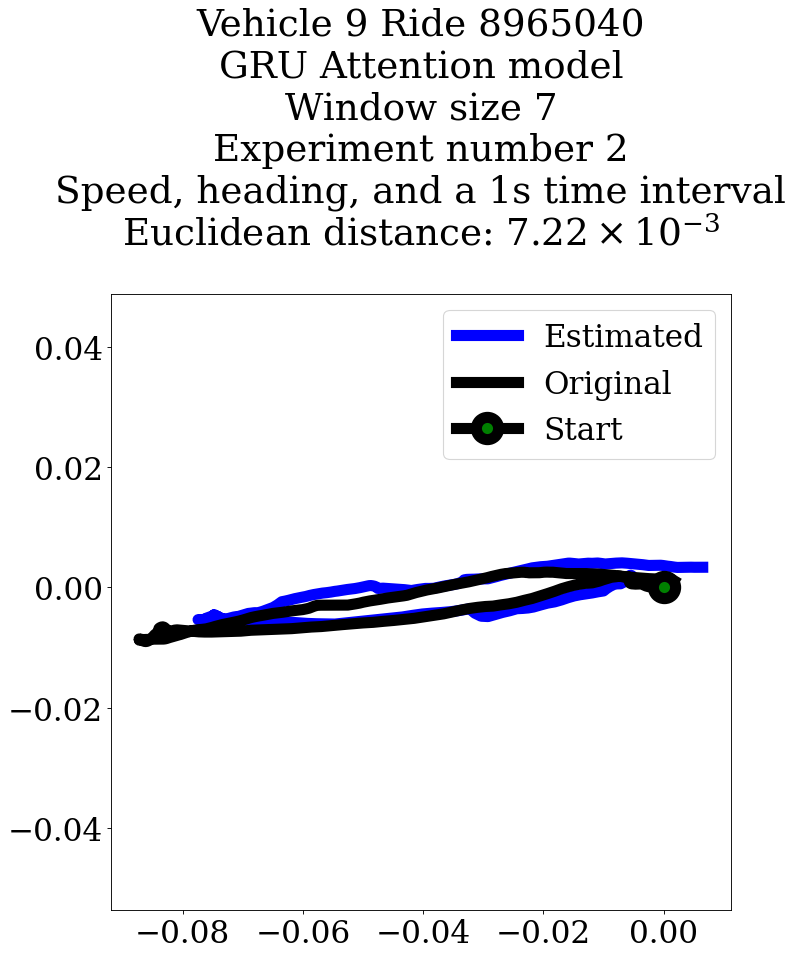 Vehicle 9 Ride 8965040
GRU Attention model
Window size 7
Experiment number 2
Speed, heading, and a 1s time interval
Euclidean distance: 7.22 × 10⁻³
Estimated
Original
Start
0.04
0.02
0.00
−0.02
−0.04
−0.08 −0.06 −0.04 −0.02 0.00